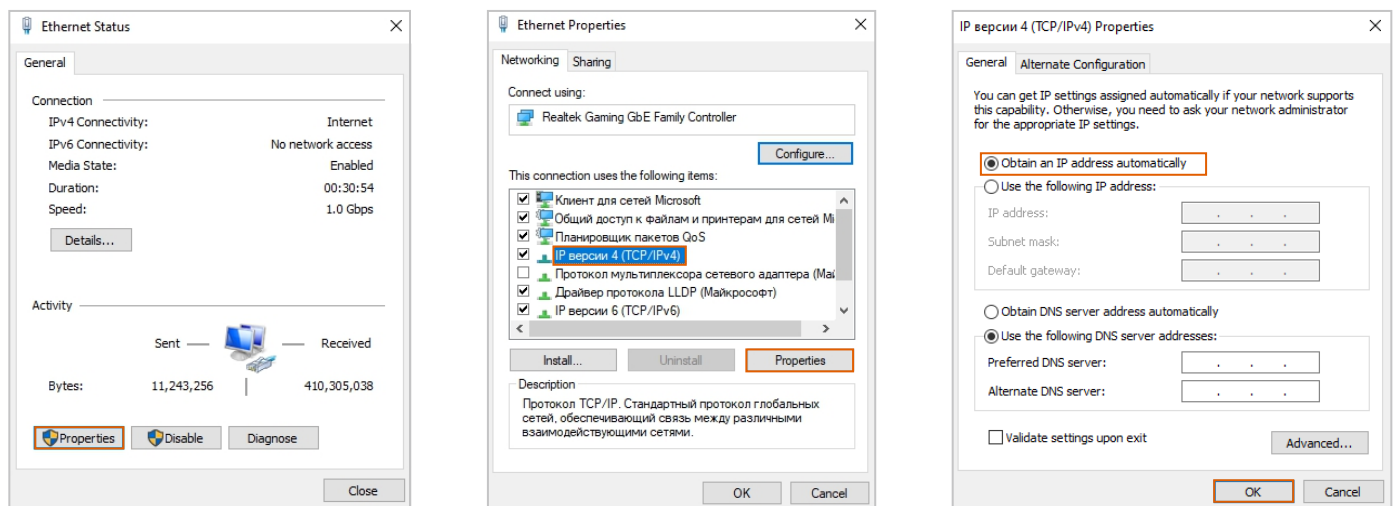 Ethernet Status
General
Connection
IPv4 Connectivity: Internet
IPv6 Connectivity: No network access
Media State: Enabled
Duration: 00:30:54
Speed: 1.0 Gbps
Details...
Activity
Sent Received
Bytes: 11,243,256 410,305,038
Properties Disable Diagnose
Close
Ethernet Properties
Networking Sharing
Connect using:
Realtek Gaming GbE Family Controller
Configure...
This connection uses the following items:
Клиент для сетей Microsoft
Общий доступ к файлам и принтерам для сетей Mi
Планировщик пакетов QoS
IP версии 4 (TCP/IPv4)
Протокол мультиплексора сетевого адаптера (Май
Драйвер протокола LLDP (Майкрософт)
IP версии 6 (TCP/IPv6)
Install... Uninstall Properties
Description
Протокол TCP/IP. Стандартный протокол глобальных
сетей, обеспечивающий связь между различными
взаимодействующими сетями.
OK Cancel
IP версии 4 (TCP/IPv4) Properties
General Alternate Configuration
You can get IP settings assigned automatically if your network supports
this capability. Otherwise, you need to ask your network administrator
for the appropriate IP settings.
Obtain an IP address automatically
Use the following IP address:
IP address: . . .
Subnet mask: . . .
Default gateway: . . .
Obtain DNS server address automatically
Use the following DNS server addresses:
Preferred DNS server: . . .
Alternate DNS server: . . .
Validate settings upon exit
Advanced...
OK Cancel